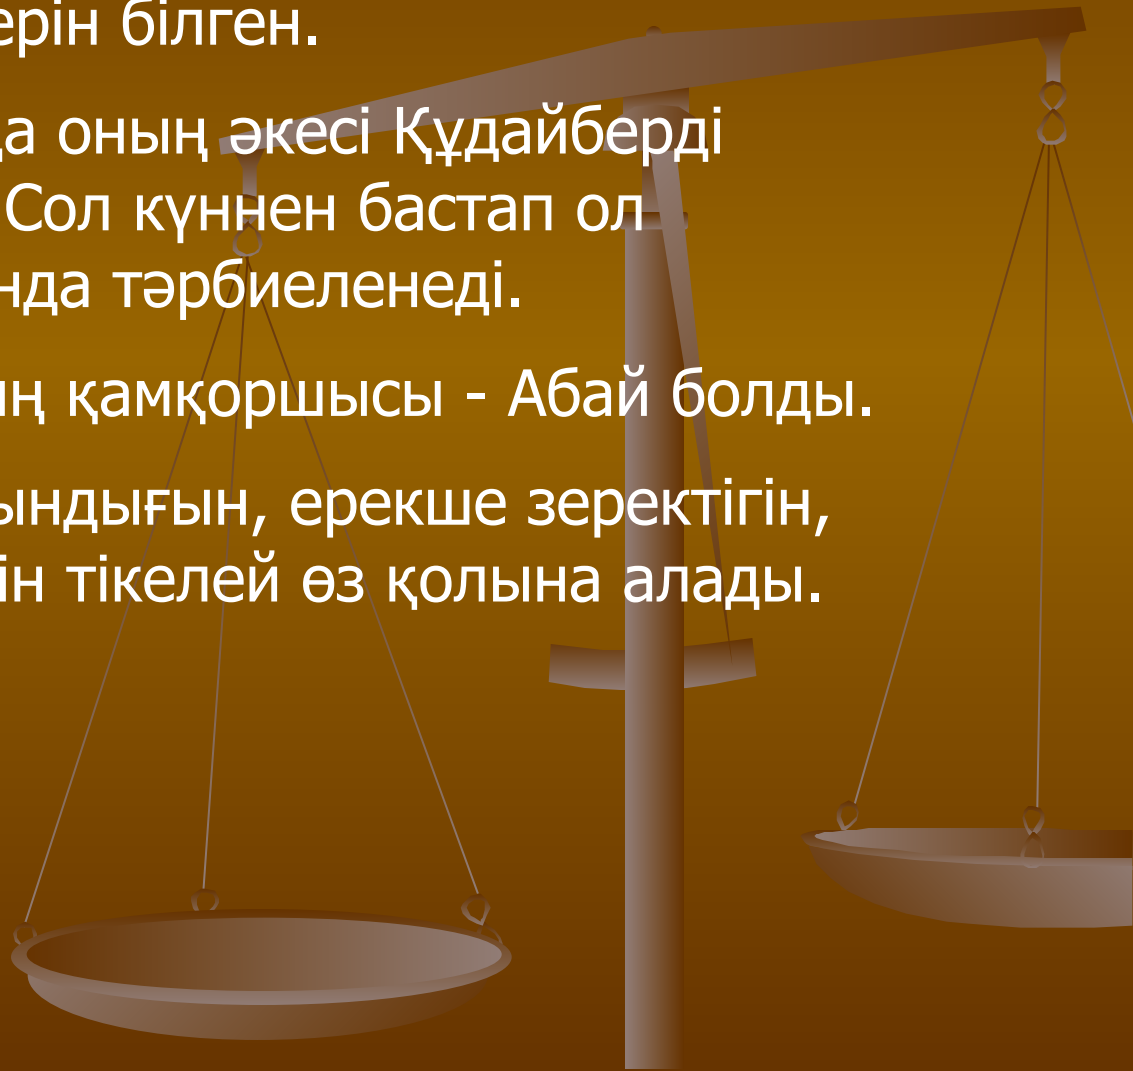 ерін білген.
да оның әкесі Құдайберді
Сол күннен бастап ол
нда тәрбиеленеді.
ің қамқоршысы - Абай болды.
ындығын, ерекше зеректігін,
ін тікелей өз қолына алады.